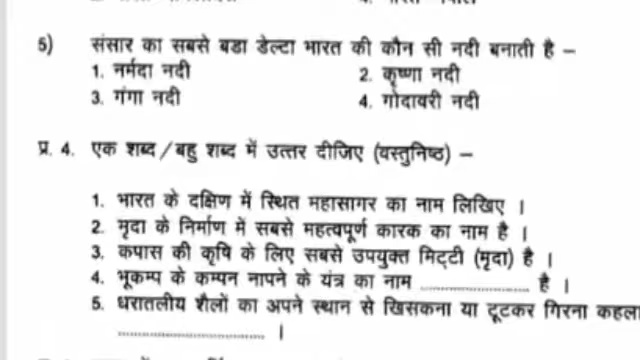 5) संसार का सबसे बडा डेल्टा भारत की कौन सी नदी बनाती है –
1. नर्मदा नदी 2. कृष्णा नदी
3. गंगा नदी 4. गोदावरी नदी
प्र. 4. एक शब्द/बहु शब्द में उत्तर दीजिए (वस्तुनिष्ठ) –
1. भारत के दक्षिण में स्थित महासागर का नाम लिखिए ।
2. मृदा के निर्माण में सबसे महत्वपूर्ण कारक का नाम है ।
3. कपास की कृषि के लिए सबसे उपयुक्त मिट्टी (मृदा) है ।
4. भूकम्प के कम्पन नापने के यंत्र का नाम ................... है ।
5. धरातलीय शैलों का अपने स्थान से खिसकना या टूटकर गिरना कहला
................................... ।